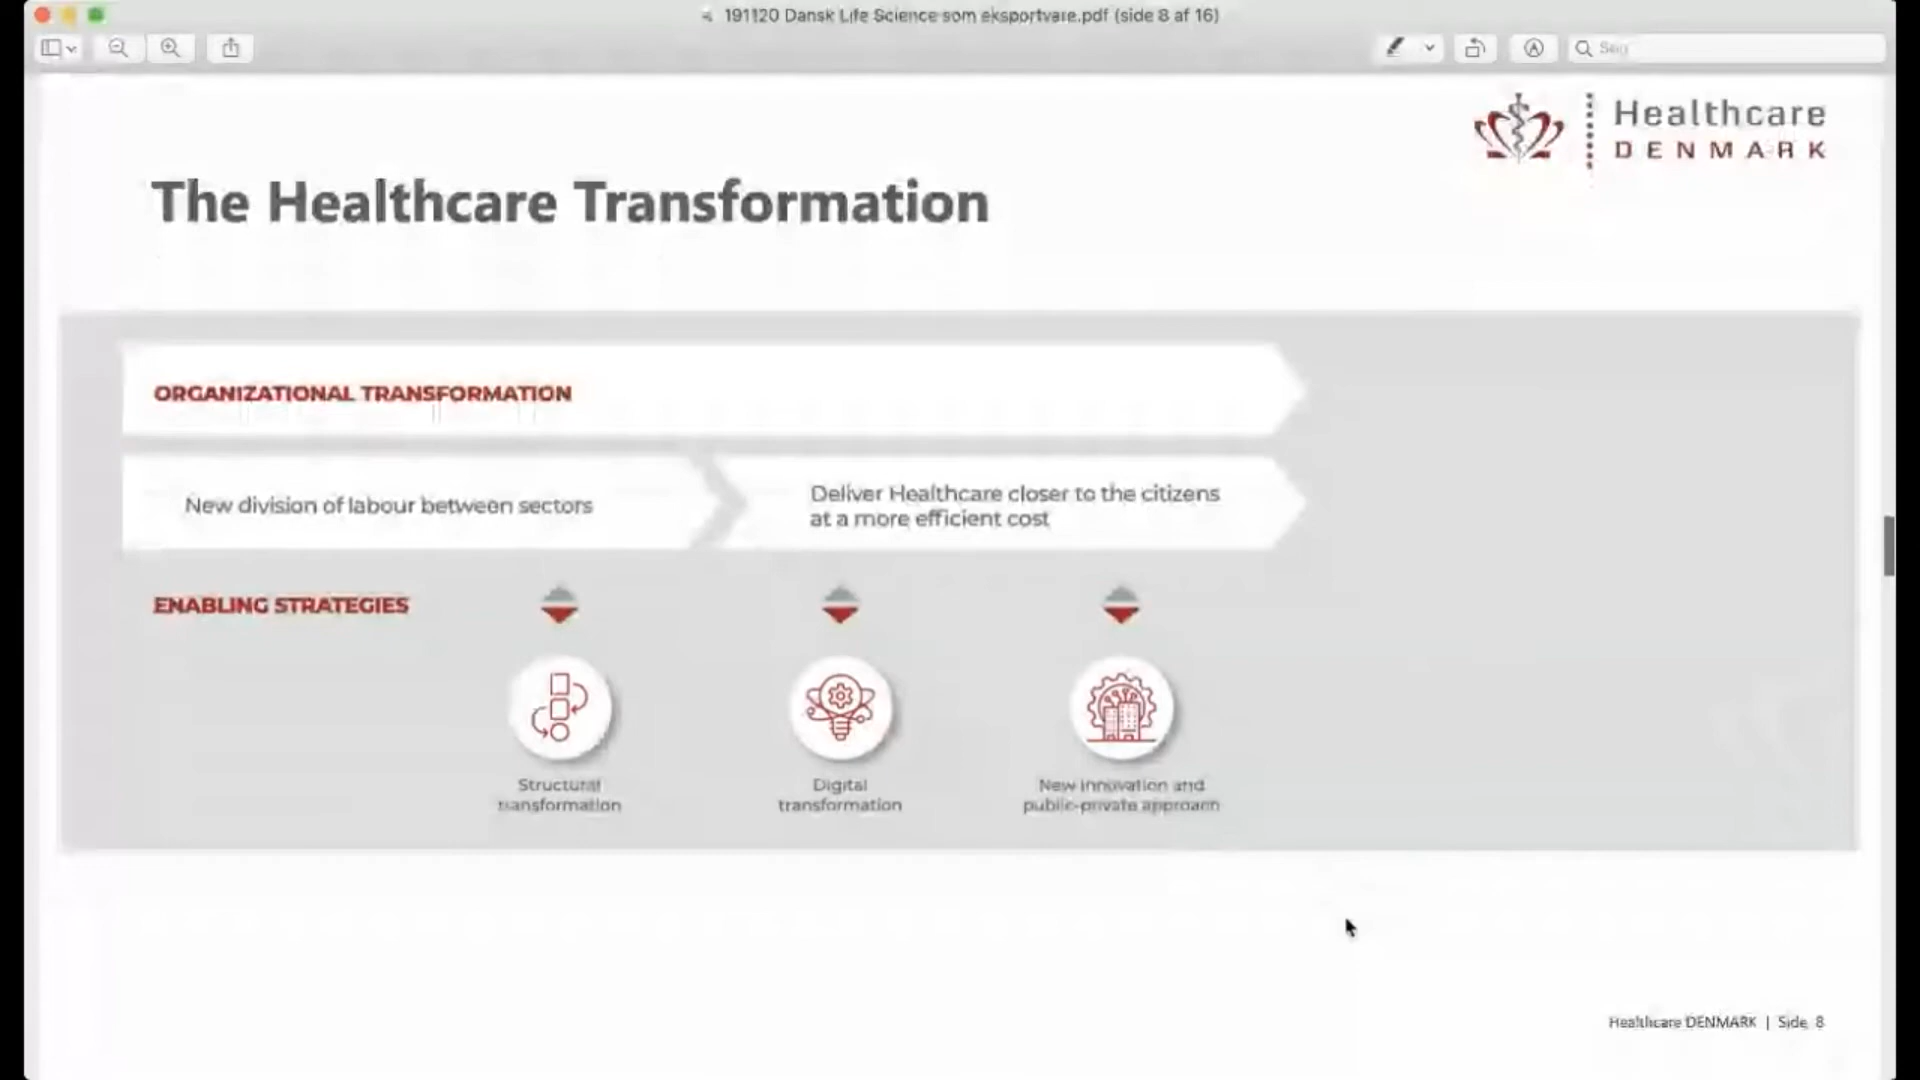 191120 Dansk Life Science som eksportvare.pdf (side 8 af 16)
Søg
Healthcare
DENMARK
The Healthcare Transformation
ORGANIZATIONAL TRANSFORMATION
New division of labour between sectors
Deliver Healthcare closer to the citizens
at a more efficient cost
ENABLING STRATEGIES
Structural
transformation
Digital
transformation
New innovation and
public-private approach
Healthcare DENMARK | Side 8